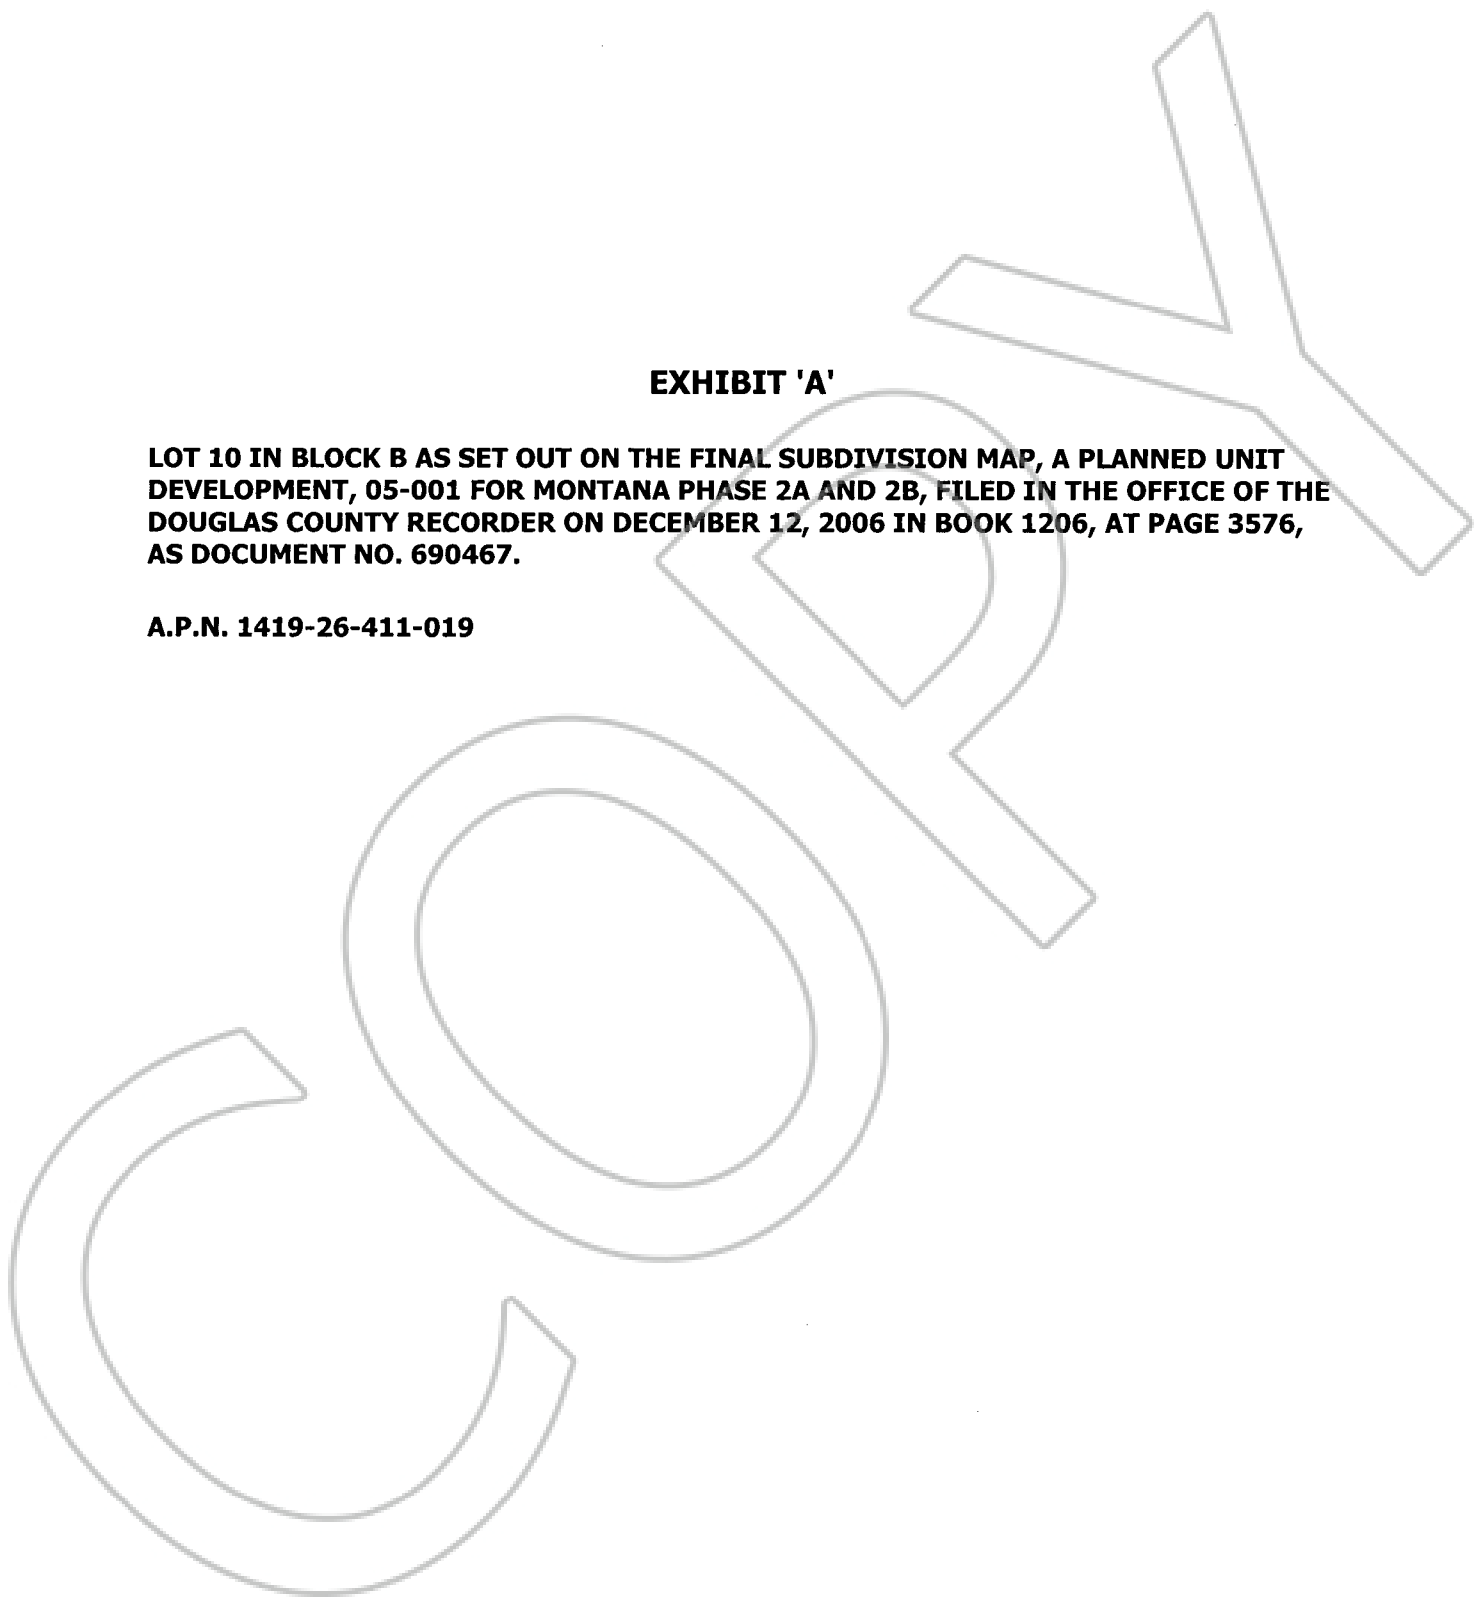 EXHIBIT 'A'
LOT 10 IN BLOCK B AS SET OUT ON THE FINAL SUBDIVISION MAP, A PLANNED UNIT
DEVELOPMENT, 05-001 FOR MONTANA PHASE 2A AND 2B, FILED IN THE OFFICE OF THE
DOUGLAS COUNTY RECORDER ON DECEMBER 12, 2006 IN BOOK 1206, AT PAGE 3576,
AS DOCUMENT NO. 690467.
A.P.N. 1419-26-411-019
COPY